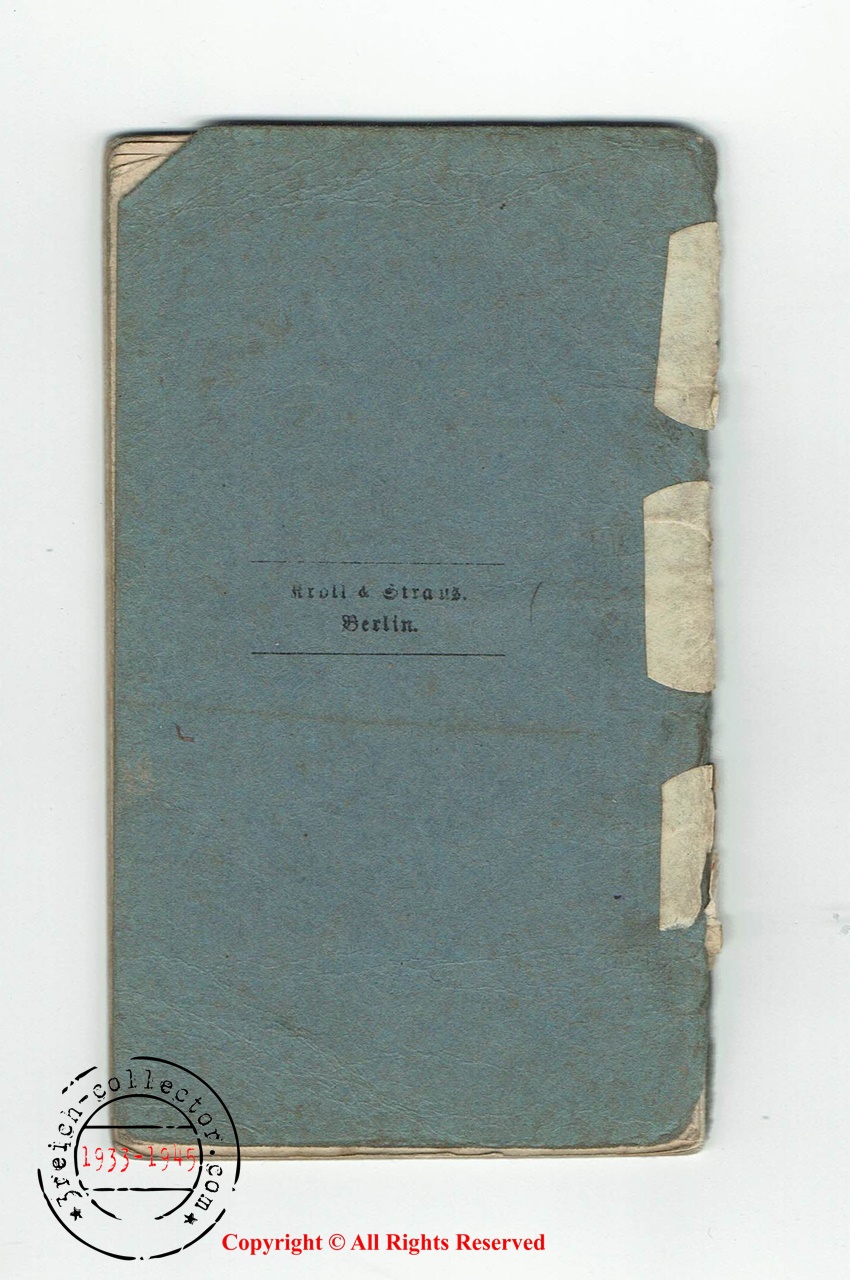 Kroll & Straus.
Berlin.
3reich-collector.com
1933-1945
Copyright © All Rights Reserved